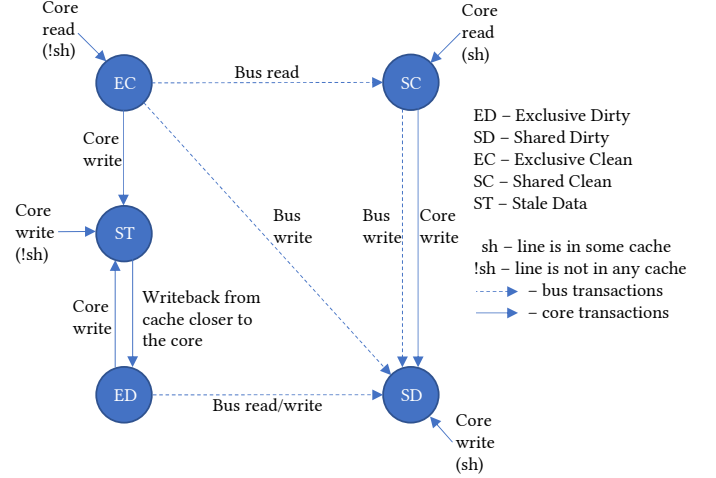 Core
read
(!sh)
Core
read
(sh)
EC
Bus read
SC
ED – Exclusive Dirty
SD – Shared Dirty
EC – Exclusive Clean
SC – Shared Clean
ST – Stale Data
Core
write
Core
write
(!sh)
ST
Bus
write
Bus
write
Core
write
sh – line is in some cache
!sh – line is not in any cache
– bus transactions
– core transactions
Core
write
Writeback from
cache closer to
the core
ED
Bus read/write
SD
Core
write
(sh)